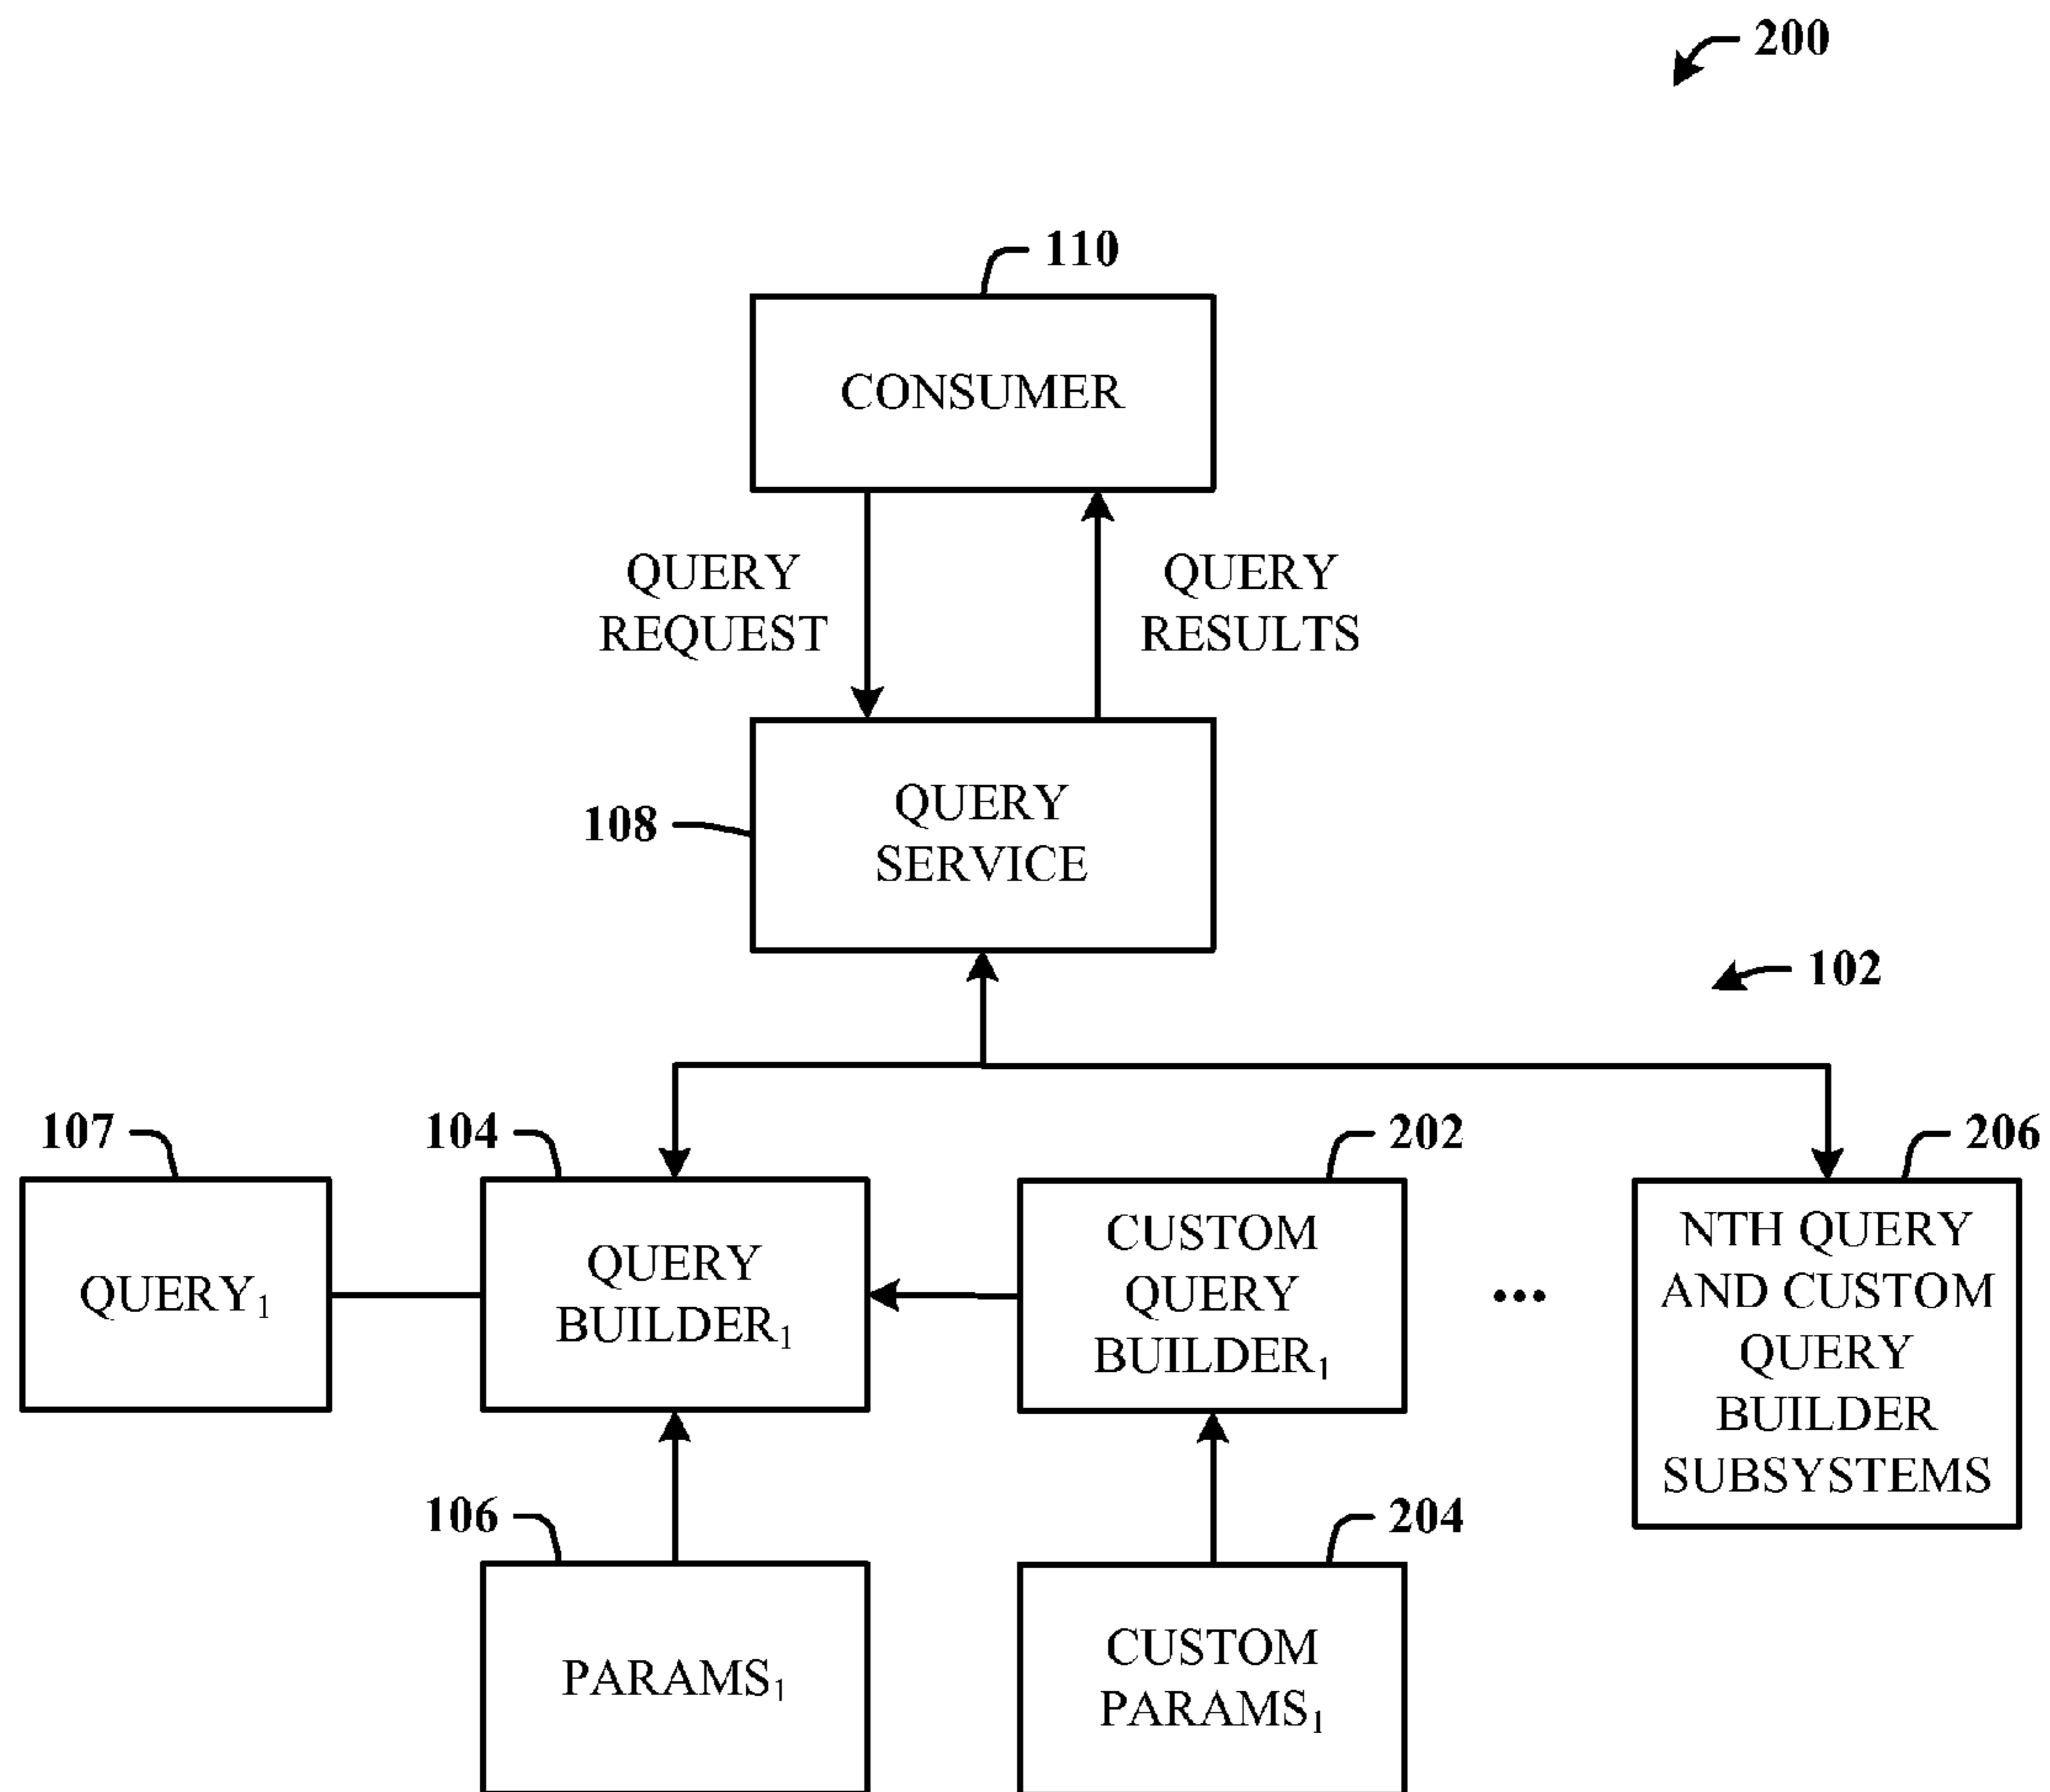 200
110
CONSUMER
QUERY
REQUEST
QUERY
RESULTS
108
QUERY
SERVICE
102
107
104
202
206
QUERY₁
QUERY
BUILDER₁
CUSTOM
QUERY
BUILDER₁
...
NTH QUERY
AND CUSTOM
QUERY
BUILDER
SUBSYSTEMS
106
204
PARAMS₁
CUSTOM
PARAMS₁